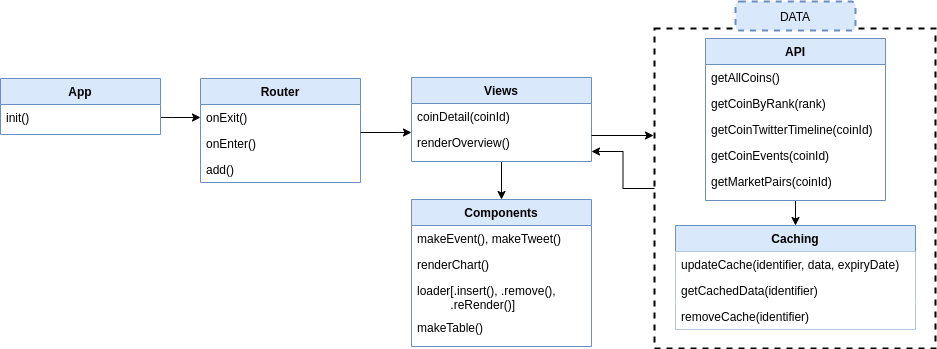 DATA
App
init()
Router
onExit()
onEnter()
add()
Views
coinDetail(coinId)
renderOverview()
Components
makeEvent(), makeTweet()
renderChart()
loader[.insert(), .remove(),
.reRender()]
makeTable()
API
getAllCoins()
getCoinByRank(rank)
getCoinTwitterTimeline(coinId)
getCoinEvents(coinId)
getMarketPairs(coinId)
Caching
updateCache(identifier, data, expiryDate)
getCachedData(identifier)
removeCache(identifier)